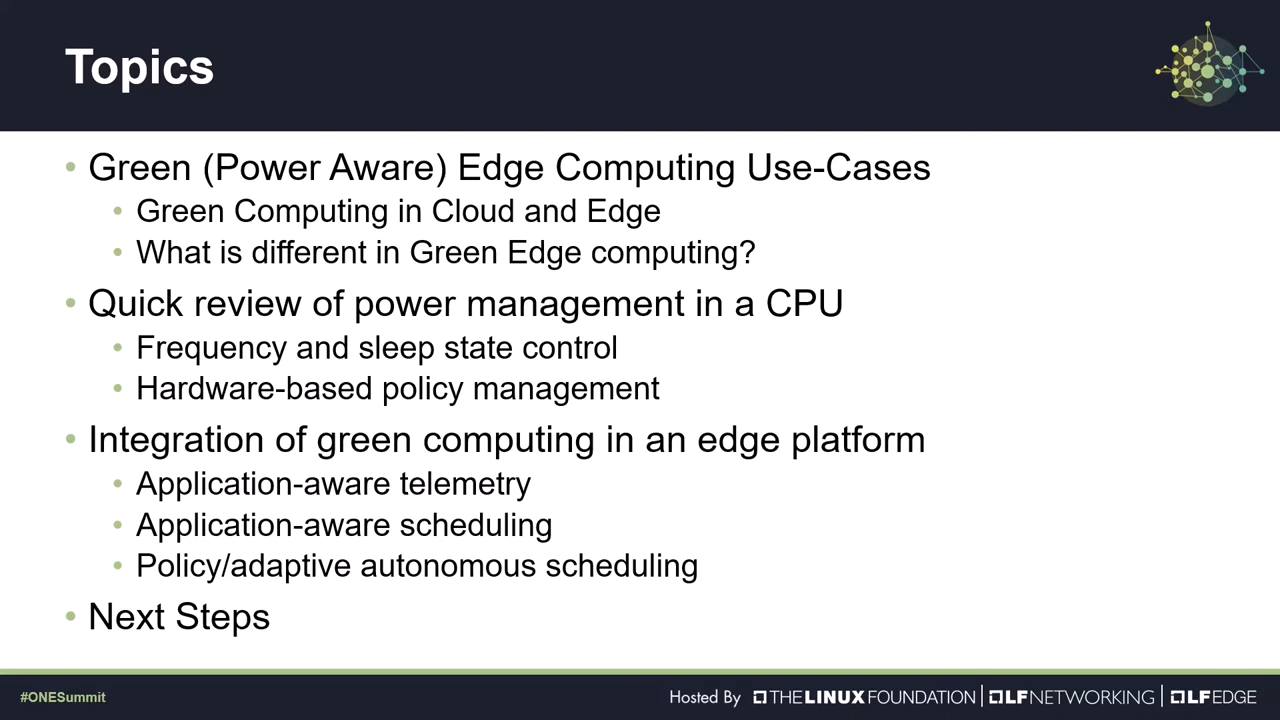 Topics
• Green (Power Aware) Edge Computing Use-Cases
• Green Computing in Cloud and Edge
• What is different in Green Edge computing?
• Quick review of power management in a CPU
• Frequency and sleep state control
• Hardware-based policy management
• Integration of green computing in an edge platform
• Application-aware telemetry
• Application-aware scheduling
• Policy/adaptive autonomous scheduling
• Next Steps
#ONESummit
Hosted By THE LINUX FOUNDATION | LF NETWORKING | LF EDGE